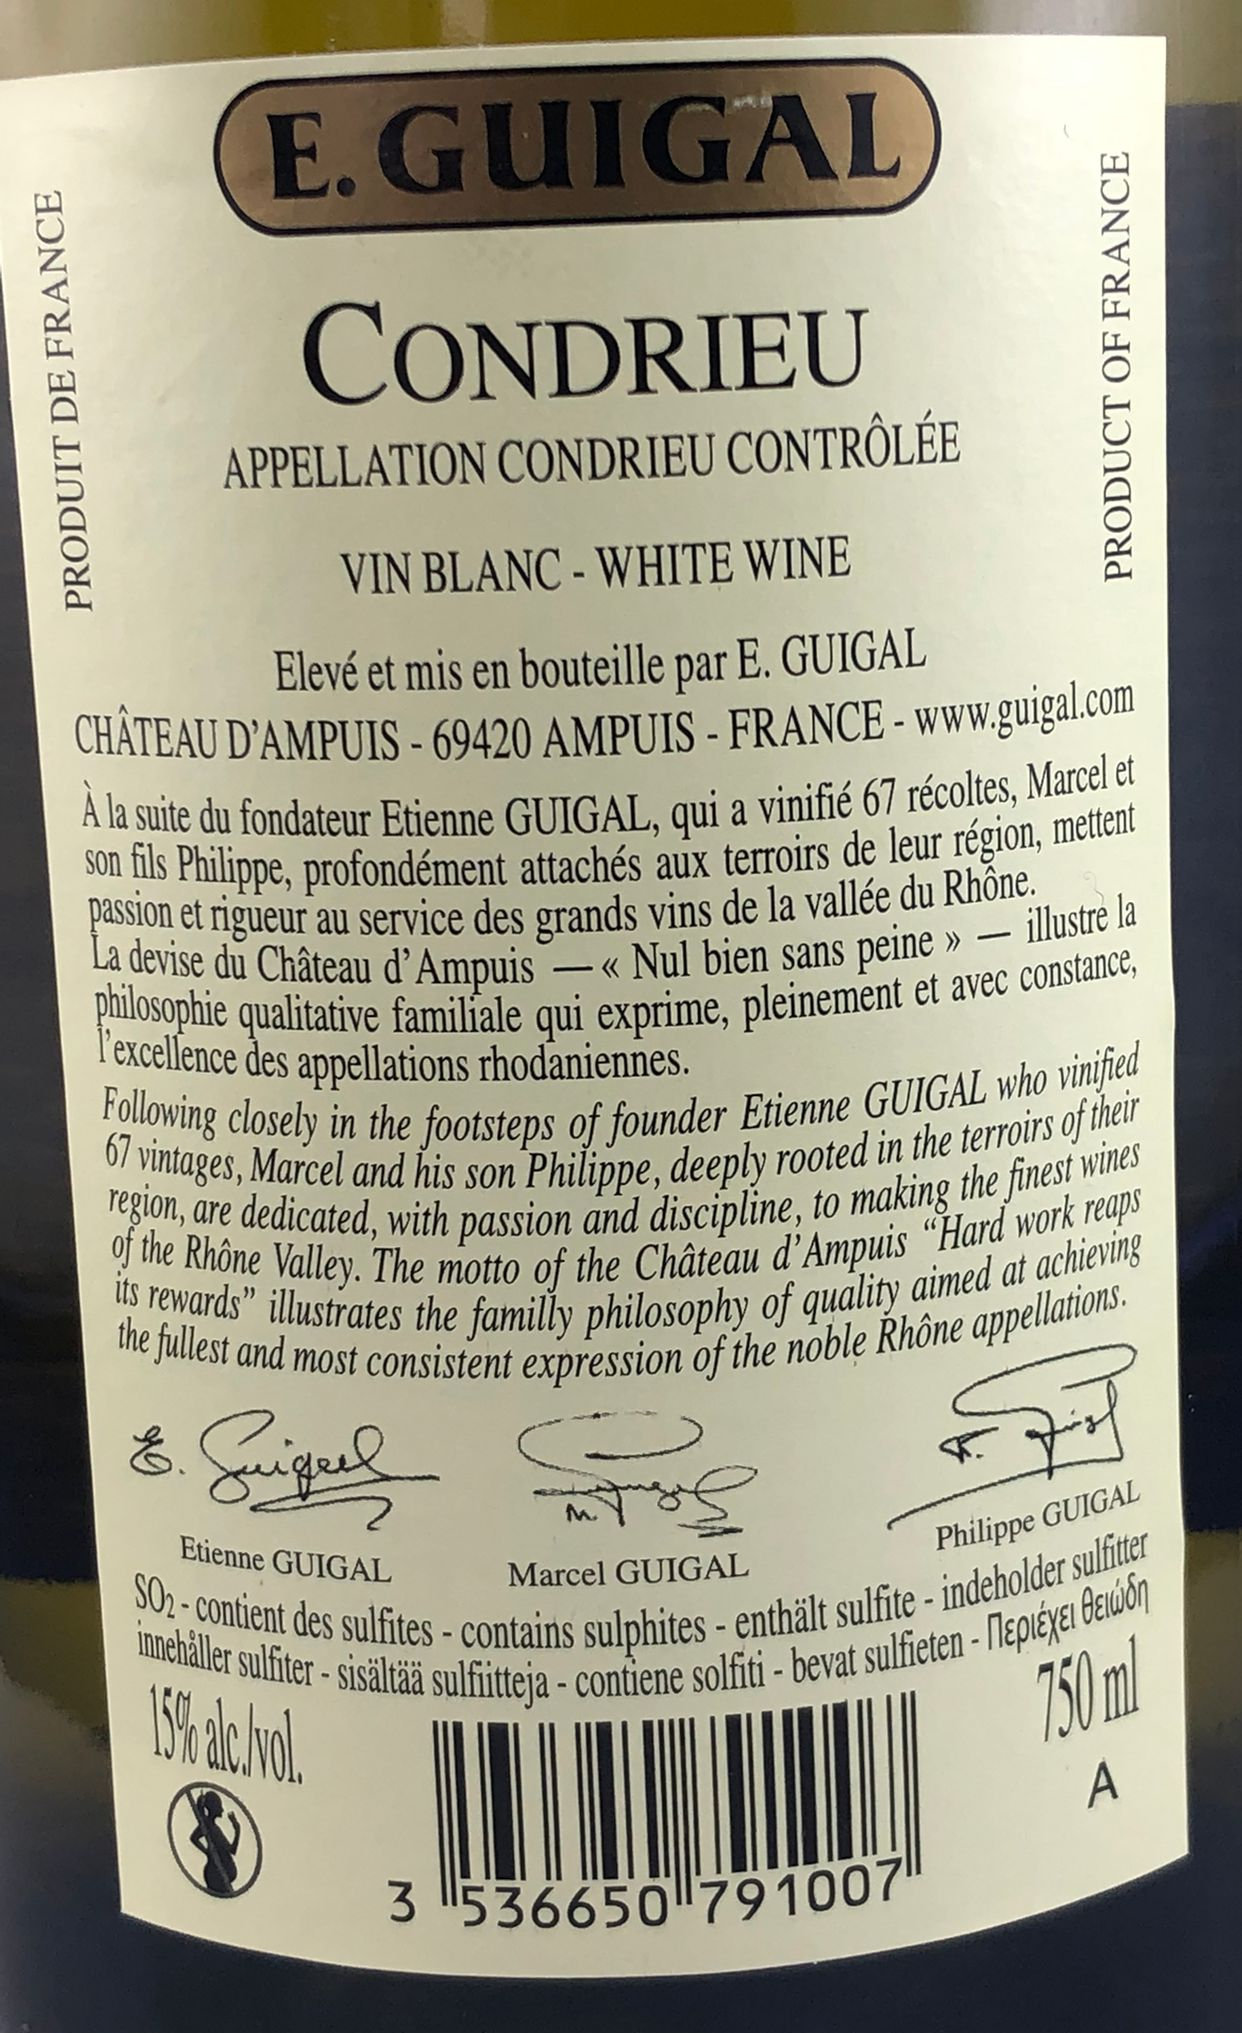 E. GUIGAL
PRODUIT DE FRANCE
PRODUCT OF FRANCE
CONDRIEU
APPELLATION CONDRIEU CONTRÔLÉE
VIN BLANC - WHITE WINE
Elevé et mis en bouteille par E. GUIGAL
CHÂTEAU D'AMPUIS - 69420 AMPUIS - FRANCE - www.guigal.com
À la suite du fondateur Etienne GUIGAL, qui a vinifié 67 récoltes, Marcel et
son fils Philippe, profondément attachés aux terroirs de leur région, mettent
passion et rigueur au service des grands vins de la vallée du Rhône.
La devise du Château d'Ampuis — « Nul bien sans peine » — illustre la
philosophie qualitative familiale qui exprime, pleinement et avec constance,
l'excellence des appellations rhodaniennes.
Following closely in the footsteps of founder Etienne GUIGAL who vinified
67 vintages, Marcel and his son Philippe, deeply rooted in the terroirs of their
region, are dedicated, with passion and discipline, to making the finest wines
of the Rhône Valley. The motto of the Château d'Ampuis “Hard work reaps
its rewards” illustrates the familly philosophy of quality aimed at achieving
the fullest and most consistent expression of the noble Rhône appellations.
E. Guigal
M. Guigal
P. Guigal
Etienne GUIGAL
Marcel GUIGAL
Philippe GUIGAL
SO2 - contient des sulfites - contains sulphites - enthält sulfite - indeholder sulfitter
innehåller sulfiter - sisältää sulfiitteja - contiene solfiti - bevat sulfieten - Περιέχει θειώδη
15% alc./vol.
750 ml
A
3 536650 791007